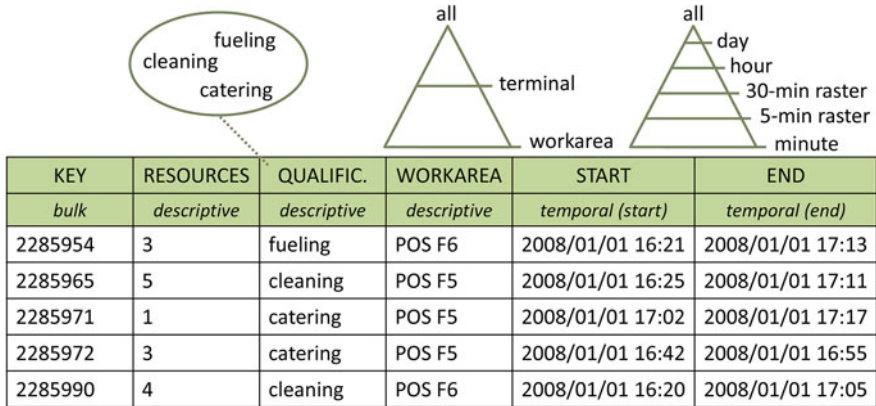 all
all
fueling
day
cleaning
hour
catering
terminal
30-min raster
5-min raster
workarea
minute
KEY RESOURCES QUALIFIC. WORKAREA START END
bulk descriptive descriptive descriptive temporal (start) temporal (end)
2285954 3 fueling POS F6 2008/01/01 16:21 2008/01/01 17:13
2285965 5 cleaning POS F5 2008/01/01 16:25 2008/01/01 17:11
2285971 1 catering POS F5 2008/01/01 17:02 2008/01/01 17:17
2285972 3 catering POS F5 2008/01/01 16:42 2008/01/01 16:55
2285990 4 cleaning POS F6 2008/01/01 16:20 2008/01/01 17:05